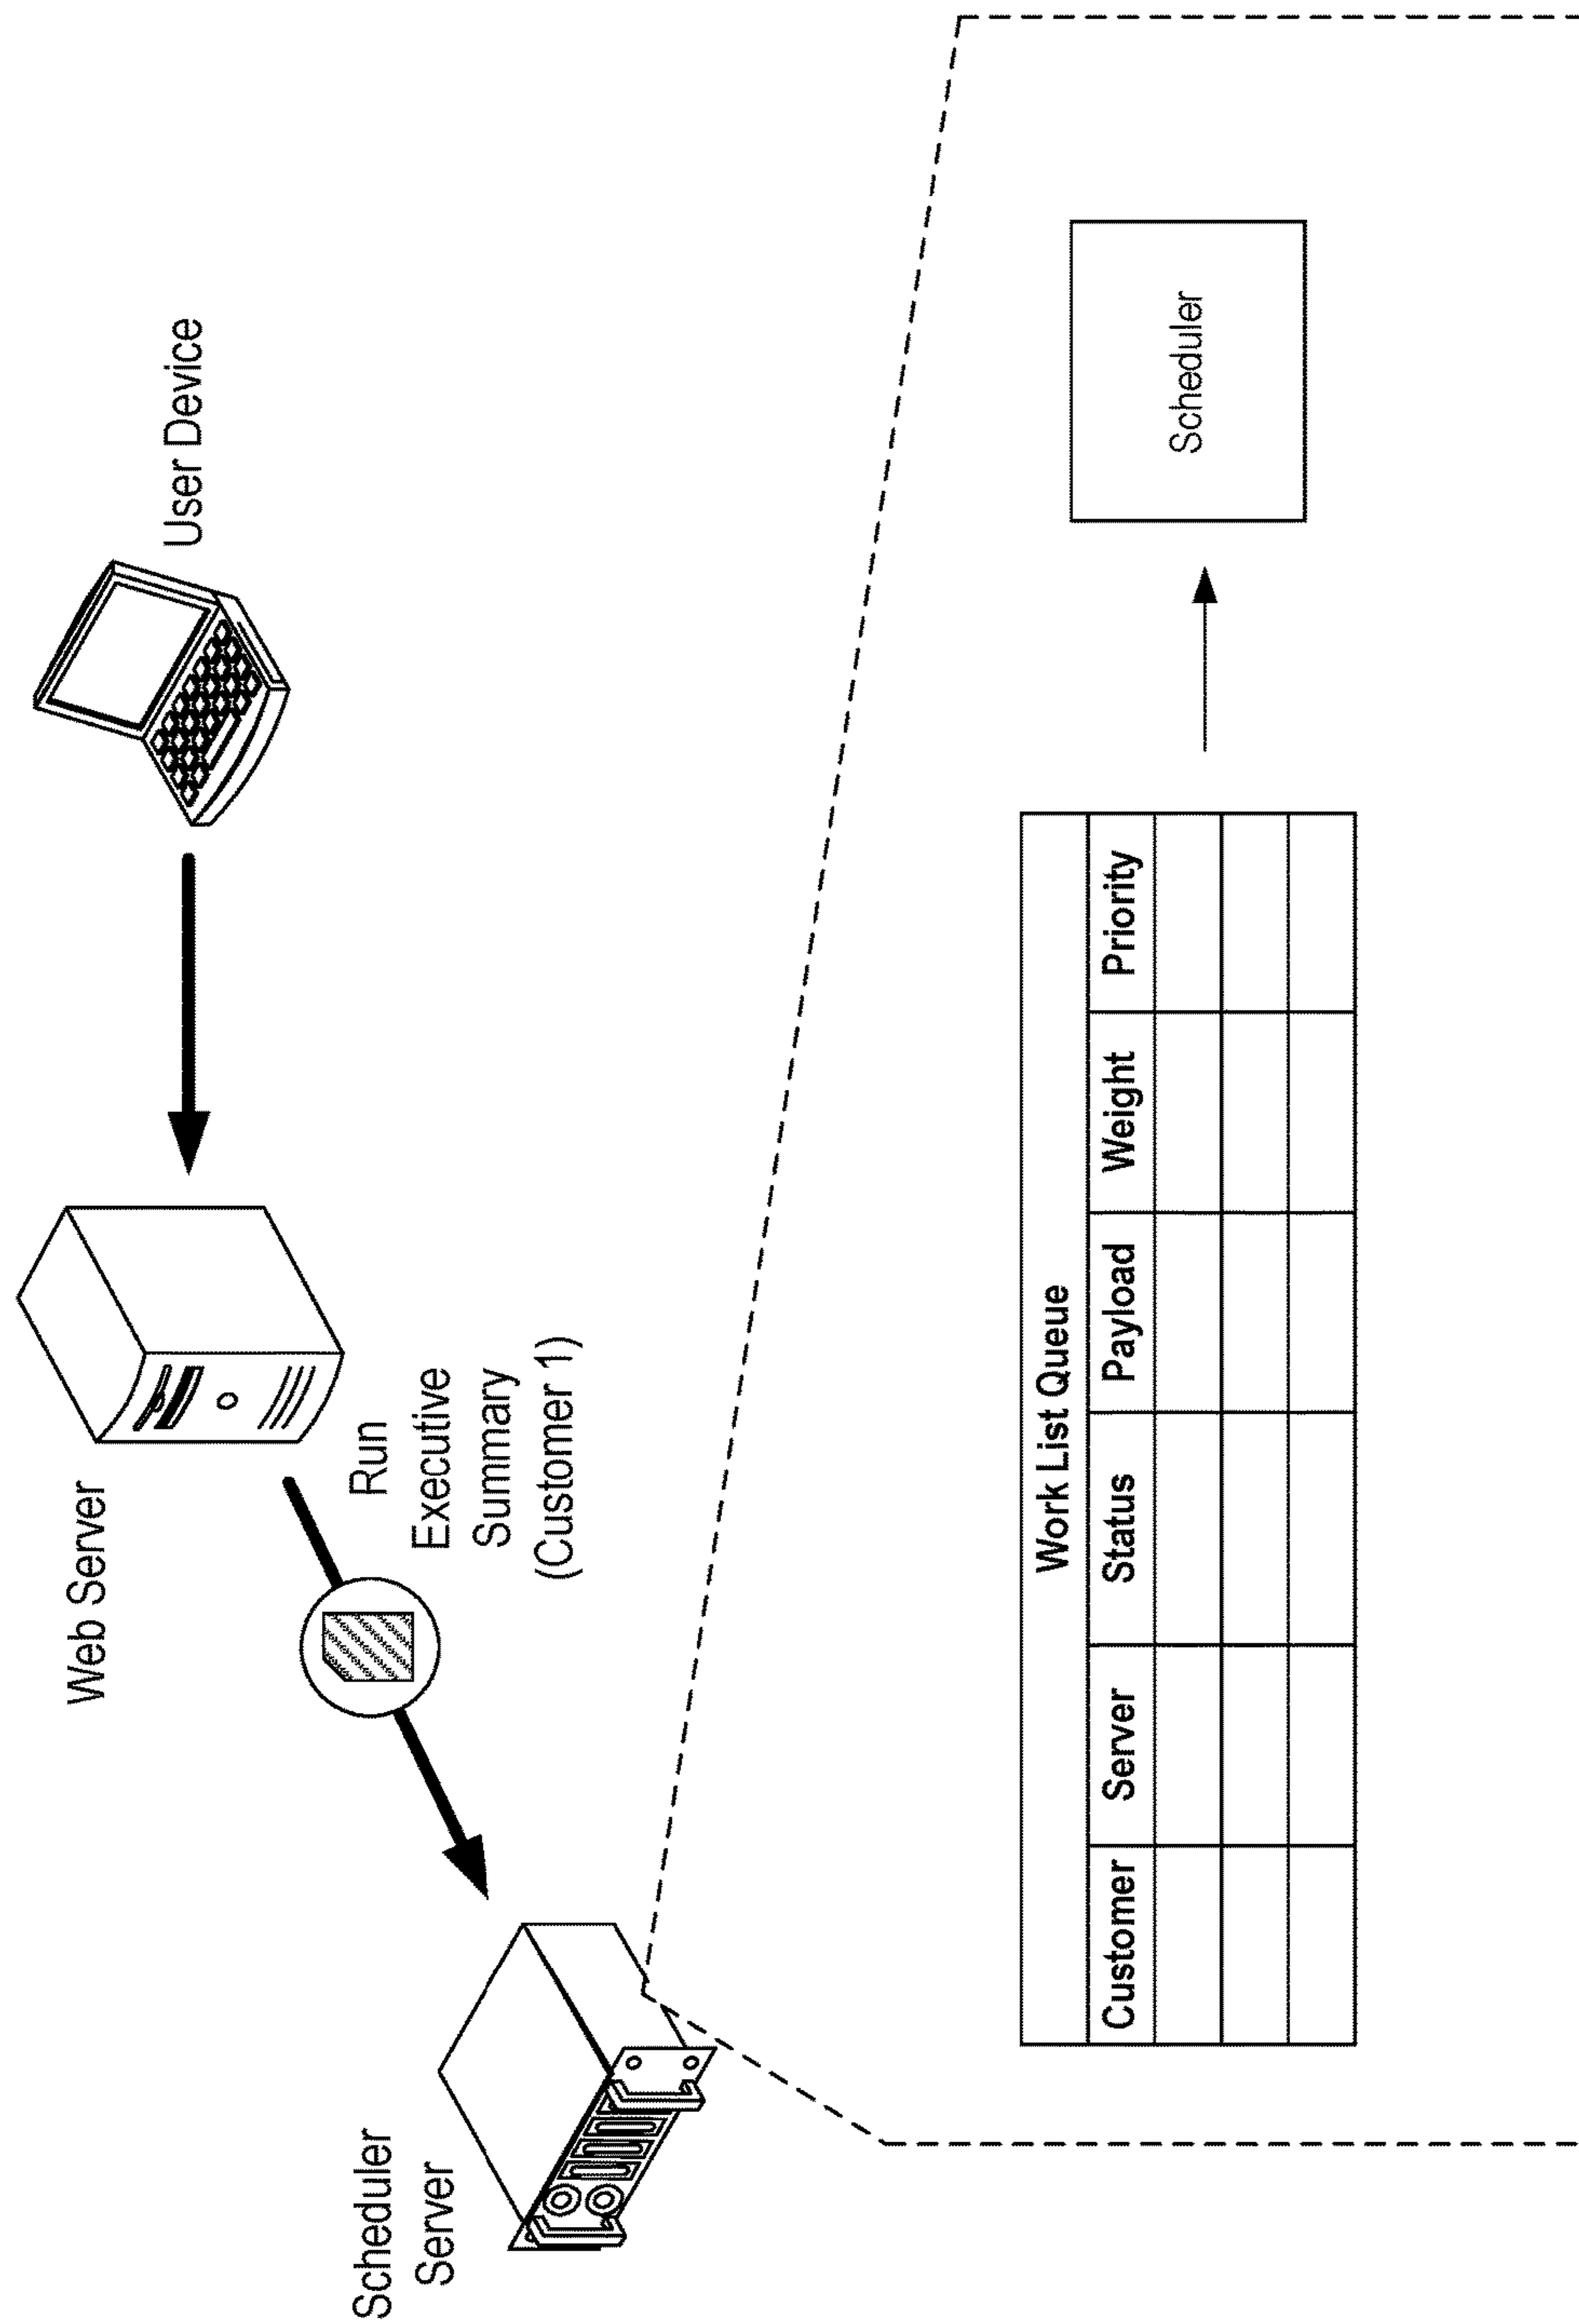 Scheduler
Server
Web Server
User Device
Run
Executive
Summary
(Customer 1)
Work List Queue
Customer Server Status Payload Weight Priority
Scheduler